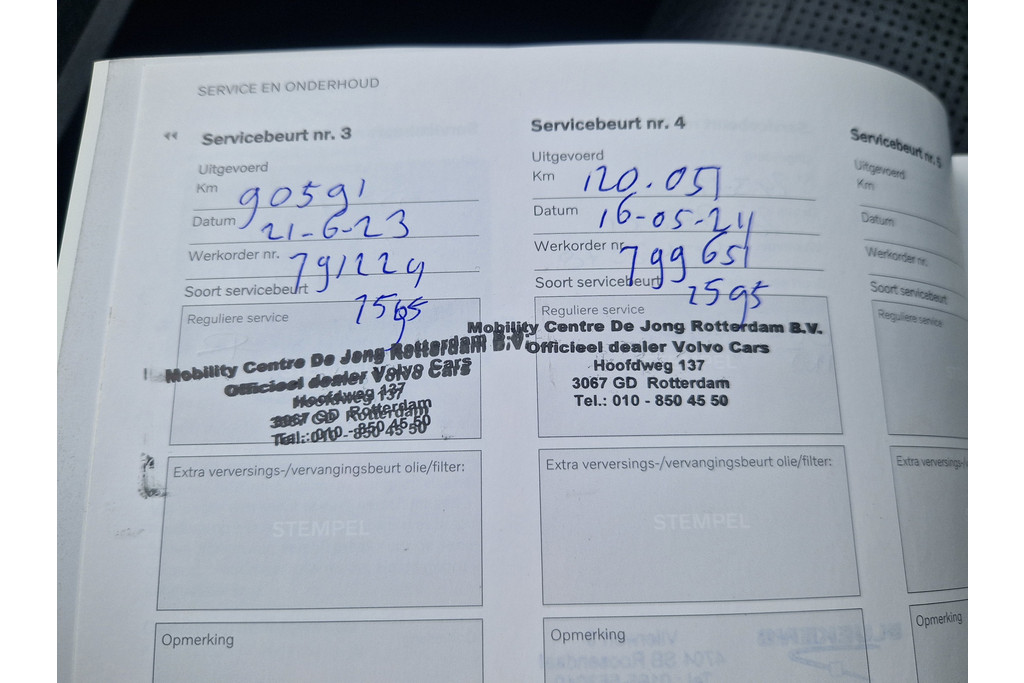 SERVICE EN ONDERHOUD
Servicebeurt nr. 3
Uitgevoerd
Km 90591
Datum 21-6-23
Werkorder nr. 791224
Soort servicebeurt
Reguliere service
Mobility Centre De Jong Rotterdam B.V.
Officieel dealer Volvo Cars
Hoofdweg 137
3067 GD Rotterdam
Tel.: 010 - 850 45 50
Extra verversings-/vervangingsbeurt olie/filter:
STEMPEL
Opmerking
Servicebeurt nr. 4
Uitgevoerd
Km 120.051
Datum 16-05-24
Werkorder nr. 799651
Soort servicebeurt
Reguliere service
Mobility Centre De Jong Rotterdam B.V.
Officieel dealer Volvo Cars
Hoofdweg 137
3067 GD Rotterdam
Tel.: 010 - 850 45 50
Extra verversings-/vervangingsbeurt olie/filter:
STEMPEL
Opmerking
Servicebeurt nr. 5
Uitgevoerd
Km
Datum
Werkorder nr.
Soort servicebeurt
Reguliere service
Extra verversings-/
Opmerking